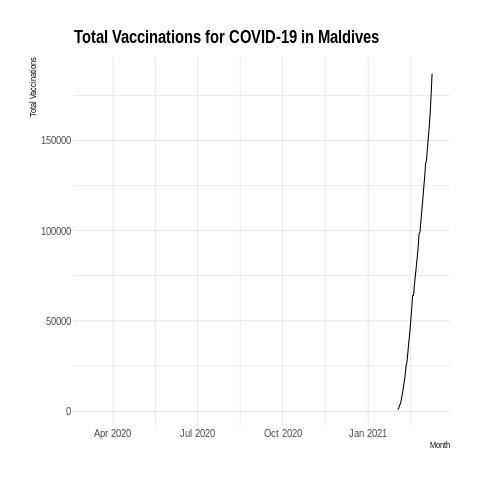 Total Vaccinations for COVID-19 in Maldives
Total Vaccinations
150000
100000
50000
0
Apr 2020
Jul 2020
Oct 2020
Jan 2021
Month